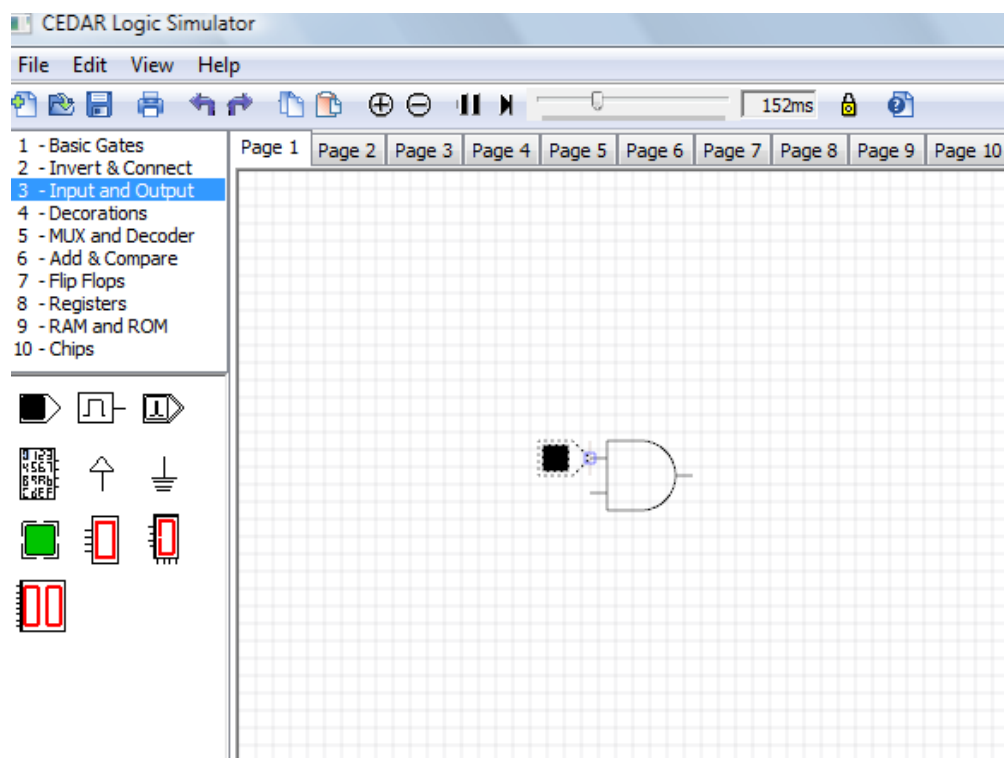 CEDAR Logic Simulator
File Edit View Help
152ms
1 - Basic Gates
2 - Invert & Connect
3 - Input and Output
4 - Decorations
5 - MUX and Decoder
6 - Add & Compare
7 - Flip Flops
8 - Registers
9 - RAM and ROM
10 - Chips
Page 1 Page 2 Page 3 Page 4 Page 5 Page 6 Page 7 Page 8 Page 9 Page 10